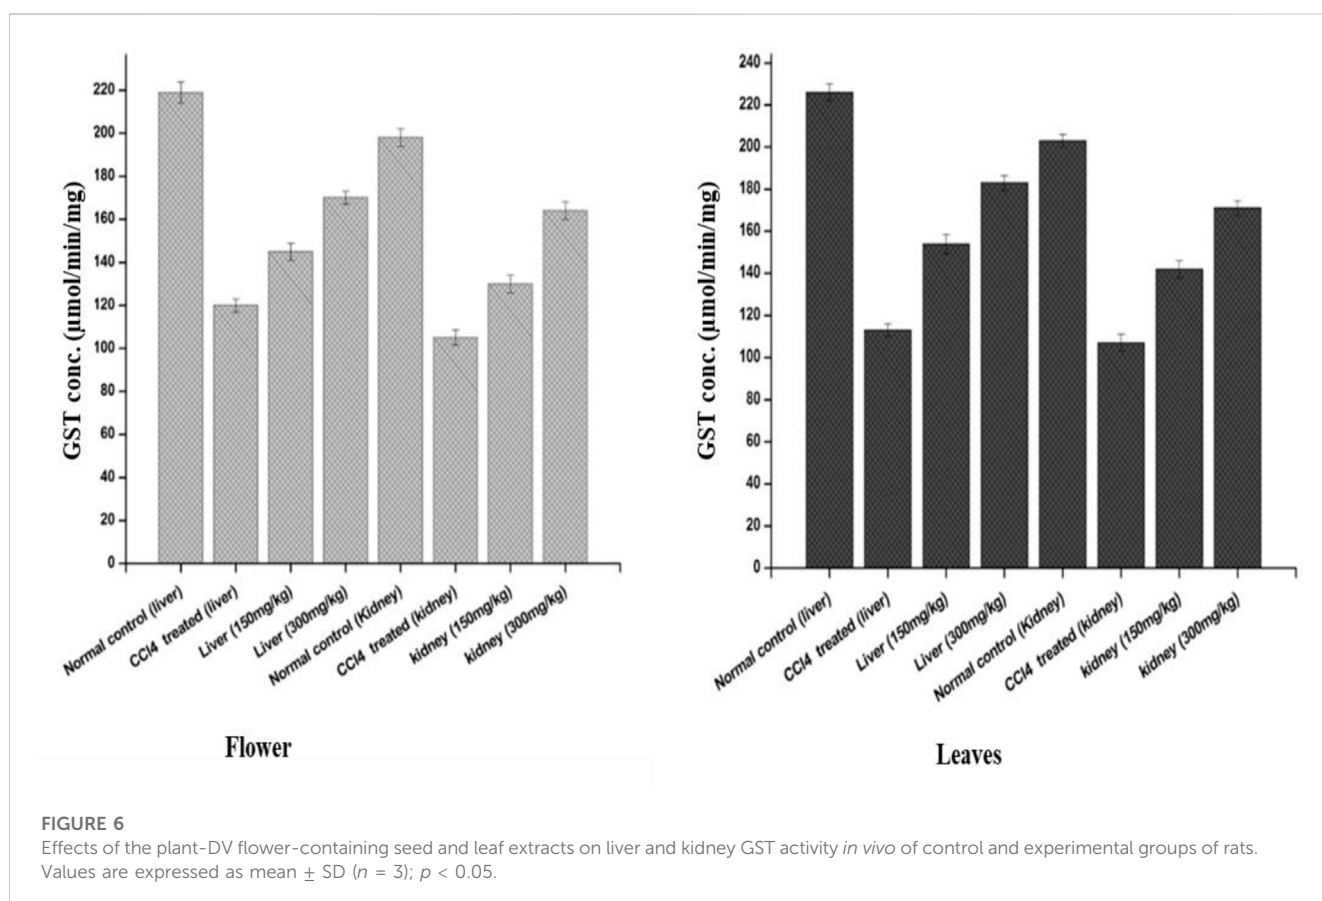 GST conc. (µmol/min/mg)
220
200
180
160
140
120
100
80
60
40
20
0
Normal control (liver)
CCl4 treated (liver)
Liver (150mg/kg)
Liver (300mg/kg)
Normal control (Kidney)
CCl4 treated (kidney)
kidney (150mg/kg)
kidney (300mg/kg)
Flower
GST conc. (µmol/min/mg)
240
220
200
180
160
140
120
100
80
60
40
20
0
Normal control (liver)
CCl4 treated (liver)
Liver (150mg/kg)
Liver (300mg/kg)
Normal control (Kidney)
CCl4 treated (kidney)
kidney (150mg/kg)
kidney (300mg/kg)
Leaves
FIGURE 6
Effects of the plant-DV flower-containing seed and leaf extracts on liver and kidney GST activity in vivo of control and experimental groups of rats.
Values are expressed as mean ± SD (n = 3); p < 0.05.